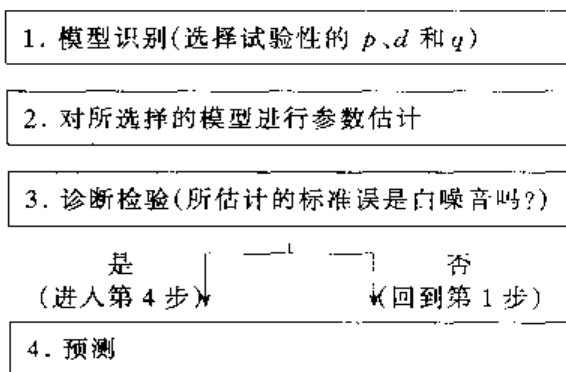 1. 模型识别(选择试验性的 p、d 和 q)
2. 对所选择的模型进行参数估计
3. 诊断检验(所估计的标准误是白噪音吗?)
是 否
(进入第 4 步) (回到第 1 步)
4. 预测